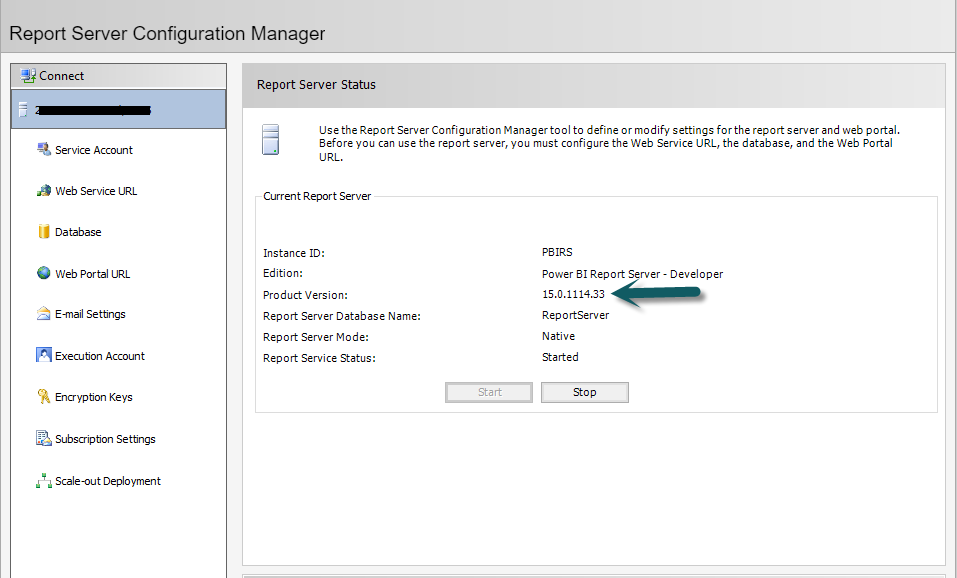 Report Server Configuration Manager
Connect
Service Account
Web Service URL
Database
Web Portal URL
E-mail Settings
Execution Account
Encryption Keys
Subscription Settings
Scale-out Deployment
Report Server Status
Use the Report Server Configuration Manager tool to define or modify settings for the report server and web portal.
Before you can use the report server, you must configure the Web Service URL, the database, and the Web Portal
URL.
Current Report Server
Instance ID: PBIRS
Edition: Power BI Report Server - Developer
Product Version: 15.0.1114.33
Report Server Database Name: ReportServer
Report Server Mode: Native
Report Service Status: Started
Start Stop